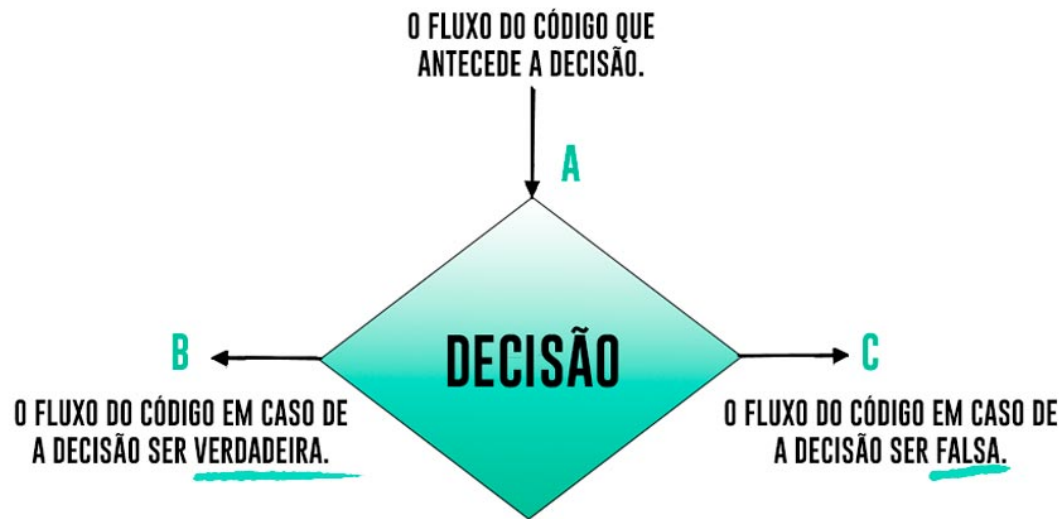 O FLUXO DO CÓDIGO QUE
ANTECEDE A DECISÃO.
A
DECISÃO
B
O FLUXO DO CÓDIGO EM CASO DE
A DECISÃO SER VERDADEIRA.
C
O FLUXO DO CÓDIGO EM CASO DE
A DECISÃO SER FALSA.